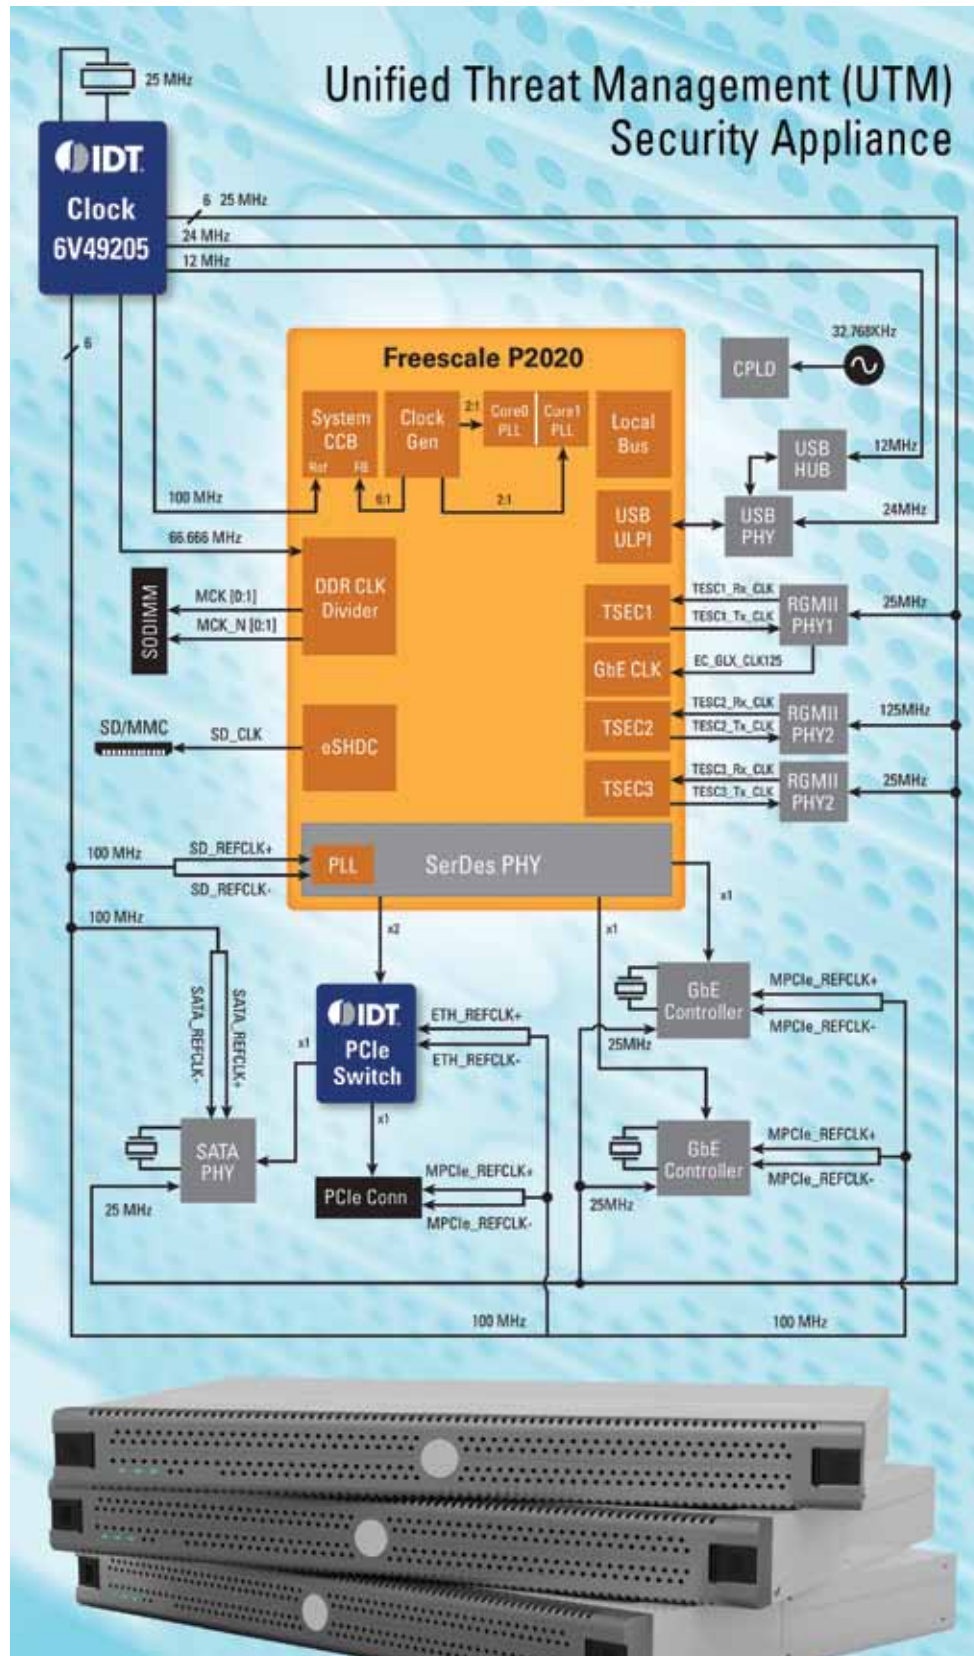 Unified Threat Management (UTM)
Security Appliance
25 MHz
IDT
Clock
6V49205
6 25 MHz
24 MHz
12 MHz
6
Freescale P2020
32.768KHz
CPLD
System
CCB
Ref FB
Clock
Gen
2:1
Core0
PLL
Core1
PLL
Local
Bus
USB
HUB
12MHz
100 MHz
6:1
2:1
USB
ULPI
USB
PHY
24MHz
66.666 MHz
SODIMM
MCK [0:1]
MCK_N [0:1]
DDR CLK
Divider
TSEC1
TESC1_Rx_CLK
TESC1_Tx_CLK
RGMII
PHY1
25MHz
GbE CLK
EC_GLX_CLK125
SD/MMC
SD_CLK
eSHDC
TSEC2
TESC2_Rx_CLK
TESC2_Tx_CLK
RGMII
PHY2
125MHz
TSEC3
TESC3_Rx_CLK
TESC3_Tx_CLK
RGMII
PHY2
25MHz
100 MHz
SD_REFCLK+
SD_REFCLK-
PLL
SerDes PHY
100 MHz
x2
x1
x1
SATA_REFCLK-
SATA_REFCLK+
IDT
PCIe
Switch
ETH_REFCLK+
ETH_REFCLK-
GbE
Controller
MPCIe_REFCLK+
MPCIe_REFCLK-
25MHz
x1
x1
SATA
PHY
25 MHz
PCIe Conn
MPCIe_REFCLK+
MPCIe_REFCLK-
GbE
Controller
MPCIe_REFCLK+
MPCIe_REFCLK-
25MHz
100 MHz
100 MHz